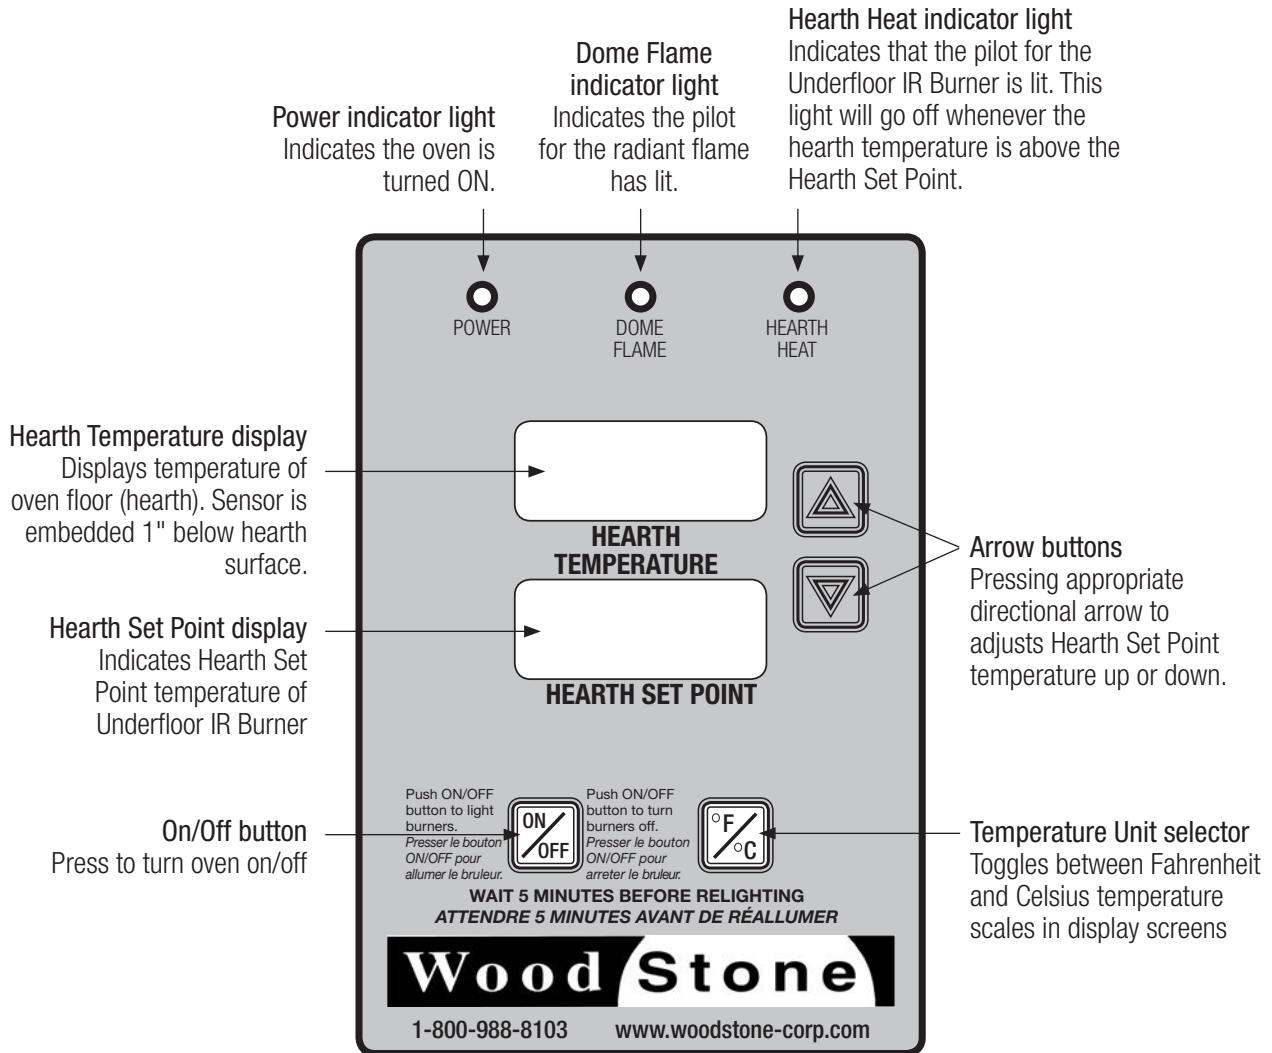 Hearth Heat indicator light
Indicates that the pilot for the
Underfloor IR Burner is lit. This
light will go off whenever the
hearth temperature is above the
Hearth Set Point.
Dome Flame
indicator light
Indicates the pilot
for the radiant flame
has lit.
Power indicator light
Indicates the oven is
turned ON.
POWER
DOME
FLAME
HEARTH
HEAT
Hearth Temperature display
Displays temperature of
oven floor (hearth). Sensor is
embedded 1" below hearth
surface.
HEARTH
TEMPERATURE
Arrow buttons
Pressing appropriate
directional arrow to
adjusts Hearth Set Point
temperature up or down.
Hearth Set Point display
Indicates Hearth Set
Point temperature of
Underfloor IR Burner
HEARTH SET POINT
On/Off button
Press to turn oven on/off
Push ON/OFF
button to light
burners.
Presser le bouton
ON/OFF pour
allumer le bruleur.
ON
OFF
Push ON/OFF
button to turn
burners off.
Presser le bouton
ON/OFF pour
arreter le bruleur.
°F
°C
Temperature Unit selector
Toggles between Fahrenheit
and Celsius temperature
scales in display screens
WAIT 5 MINUTES BEFORE RELIGHTING
ATTENDRE 5 MINUTES AVANT DE RÉALLUMER
Wood Stone
1-800-988-8103 www.woodstone-corp.com